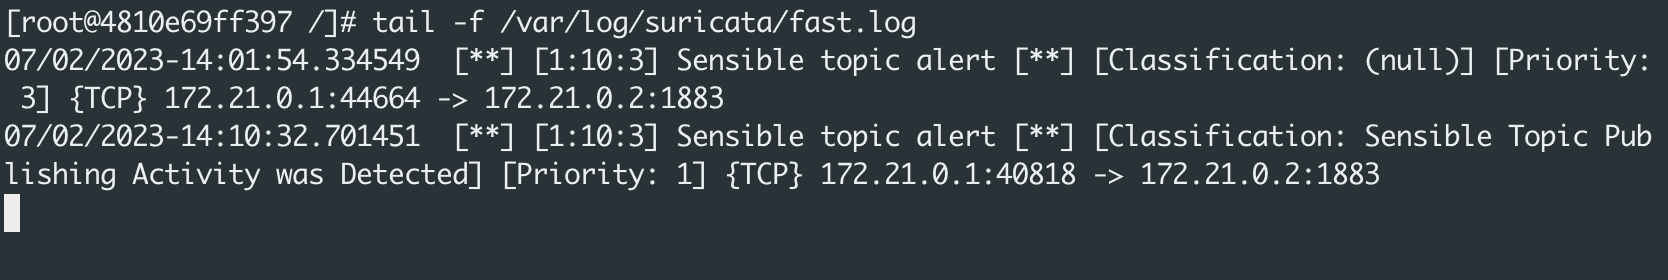 [root@4810e69ff397 /]# tail -f /var/log/suricata/fast.log
07/02/2023-14:01:54.334549  [**] [1:10:3] Sensible topic alert [**] [Classification: (null)] [Priority:
 3] {TCP} 172.21.0.1:44664 -> 172.21.0.2:1883
07/02/2023-14:10:32.701451  [**] [1:10:3] Sensible topic alert [**] [Classification: Sensible Topic Pub
lishing Activity was Detected] [Priority: 1] {TCP} 172.21.0.1:40818 -> 172.21.0.2:1883